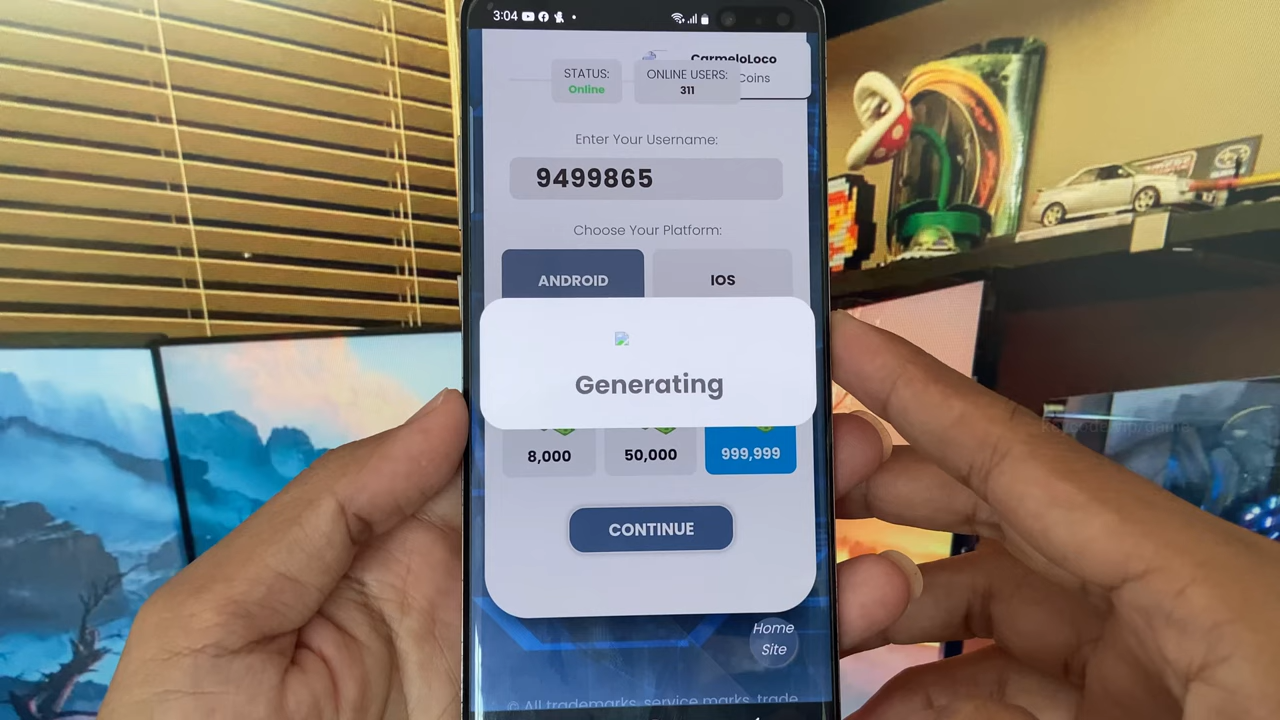 3:04
CarmeloLoco
Coins
STATUS:
Online
ONLINE USERS:
311
Enter Your Username:
9499865
Choose Your Platform:
ANDROID
IOS
Generating
8,000
50,000
999,999
CONTINUE
Home
Site
© All trademarks, service marks, trade